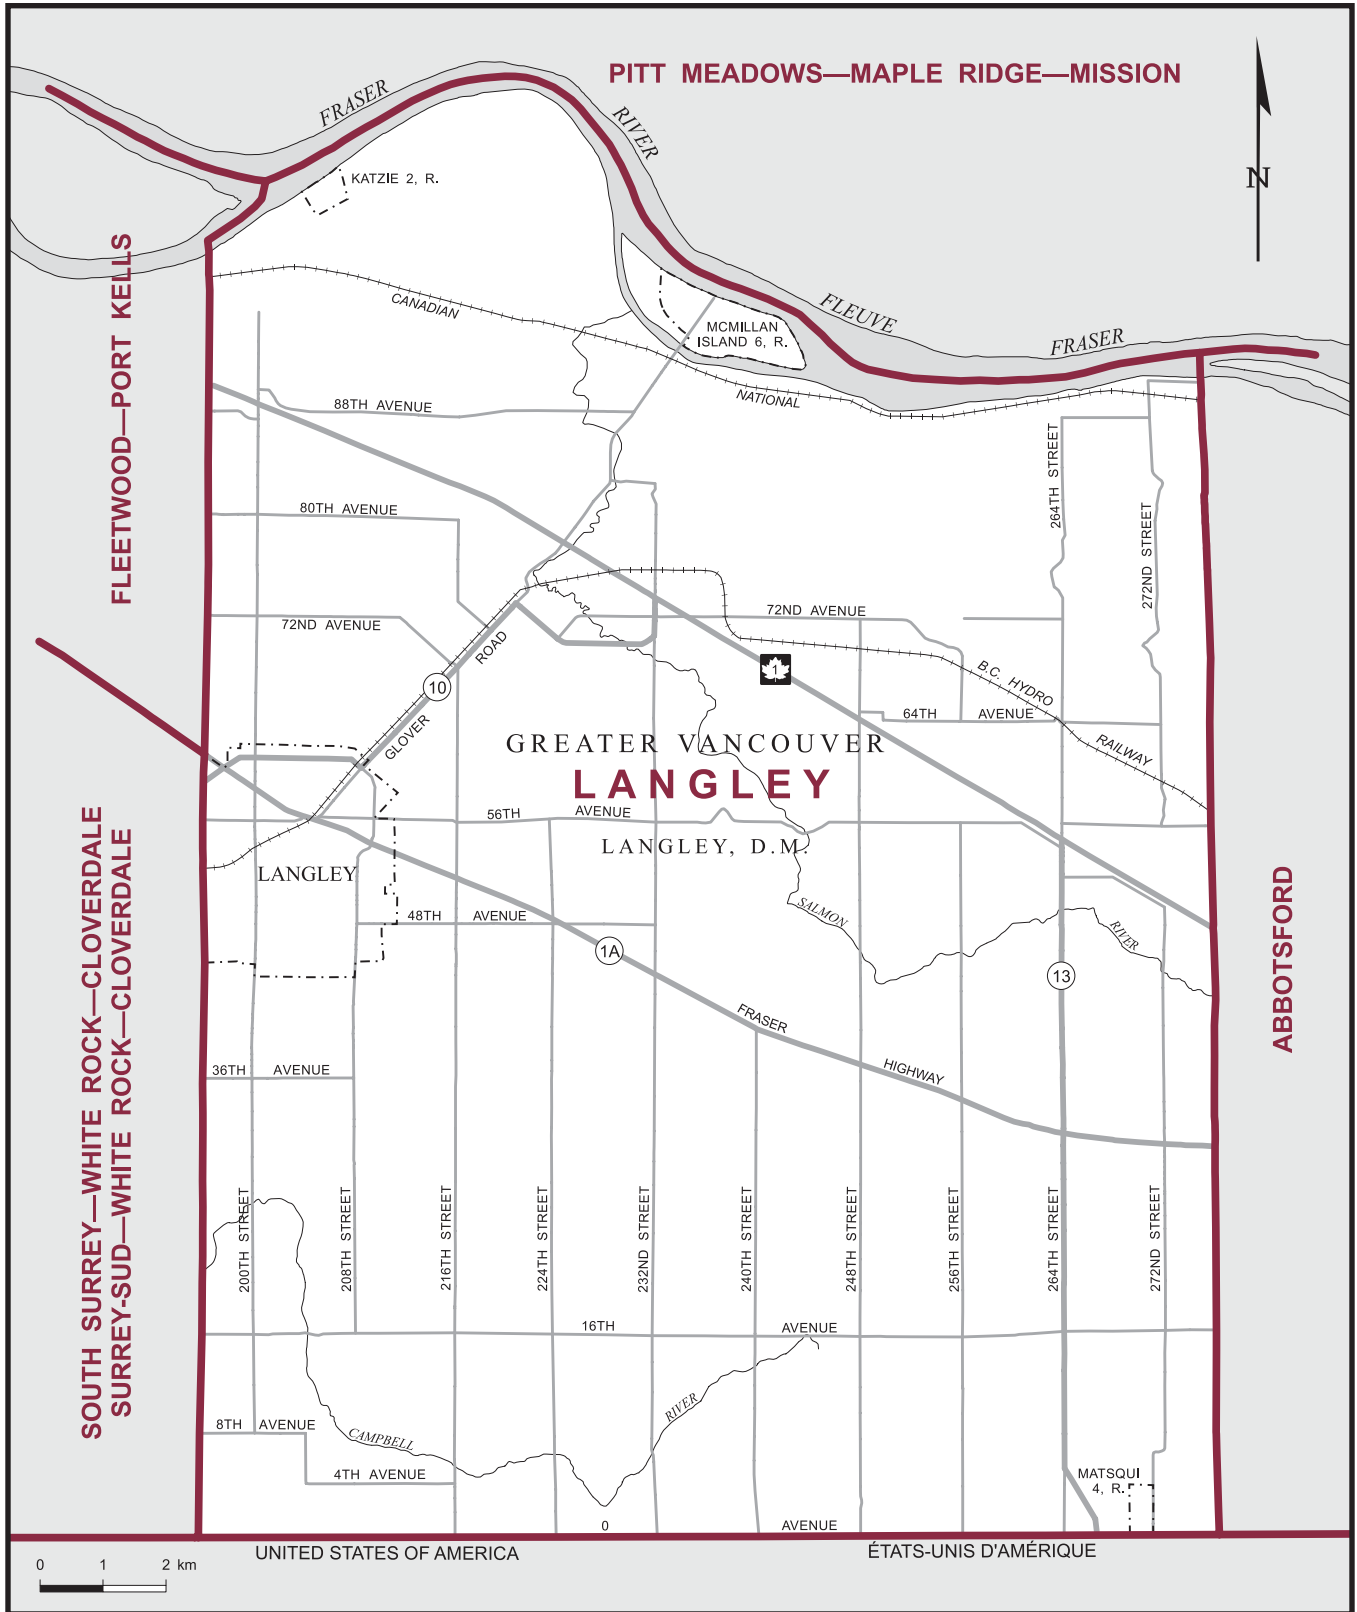 PITT MEADOWS—MAPLE RIDGE—MISSION
FRASER
RIVER
N
KATZIE 2, R.
FLEETWOOD—PORT KELLS
CANADIAN
MCMILLAN
ISLAND 6, R.
FLEUVE
FRASER
NATIONAL
88TH AVENUE
264TH STREET
80TH AVENUE
272ND STREET
72ND AVENUE
72ND AVENUE
ROAD
10
GLOVER
1
B.C. HYDRO
RAILWAY
64TH AVENUE
GREATER VANCOUVER
LANGLEY
56TH AVENUE
LANGLEY, D.M.
LANGLEY
48TH AVENUE
SALMON
RIVER
1A
13
ABBOTSFORD
SOUTH SURREY—WHITE ROCK—CLOVERDALE
SURREY-SUD—WHITE ROCK—CLOVERDALE
FRASER
HIGHWAY
36TH AVENUE
200TH STREET
208TH STREET
216TH STREET
224TH STREET
232ND STREET
240TH STREET
248TH STREET
256TH STREET
264TH STREET
272ND STREET
16TH AVENUE
8TH AVENUE
CAMPBELL
RIVER
4TH AVENUE
MATSQUI
4, R.
0 AVENUE
UNITED STATES OF AMERICA
ÉTATS-UNIS D'AMÉRIQUE
0 1 2 km